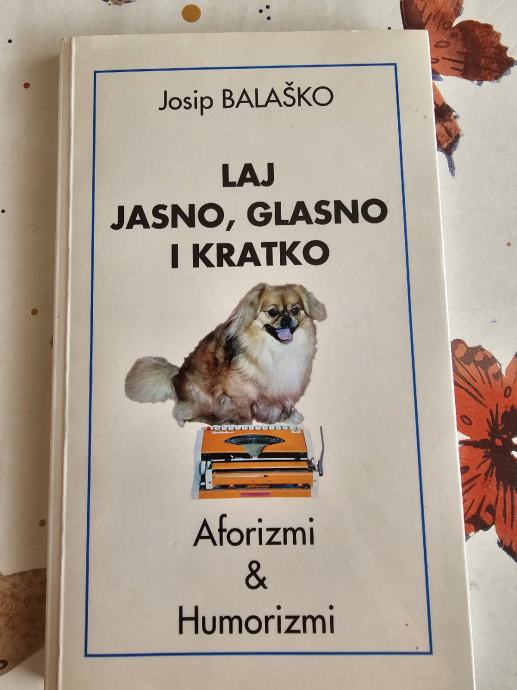 Josip BALAŠKO
LAJ
JASNO, GLASNO
I KRATKO
Aforizmi
&
Humorizmi